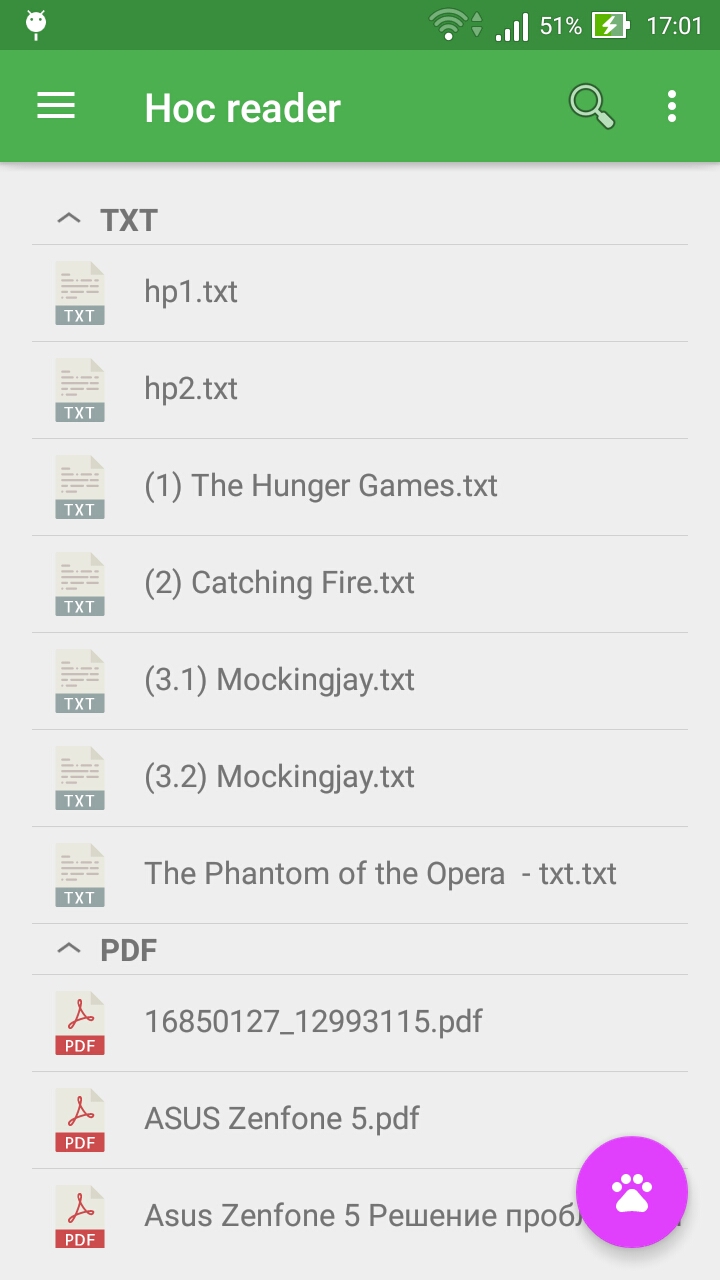 51% 17:01
Hoc reader
TXT
TXT hp1.txt
TXT hp2.txt
TXT (1) The Hunger Games.txt
TXT (2) Catching Fire.txt
TXT (3.1) Mockingjay.txt
TXT (3.2) Mockingjay.txt
TXT The Phantom of the Opera - txt.txt
PDF
PDF 16850127_12993115.pdf
PDF ASUS Zenfone 5.pdf
PDF Asus Zenfone 5 Решение